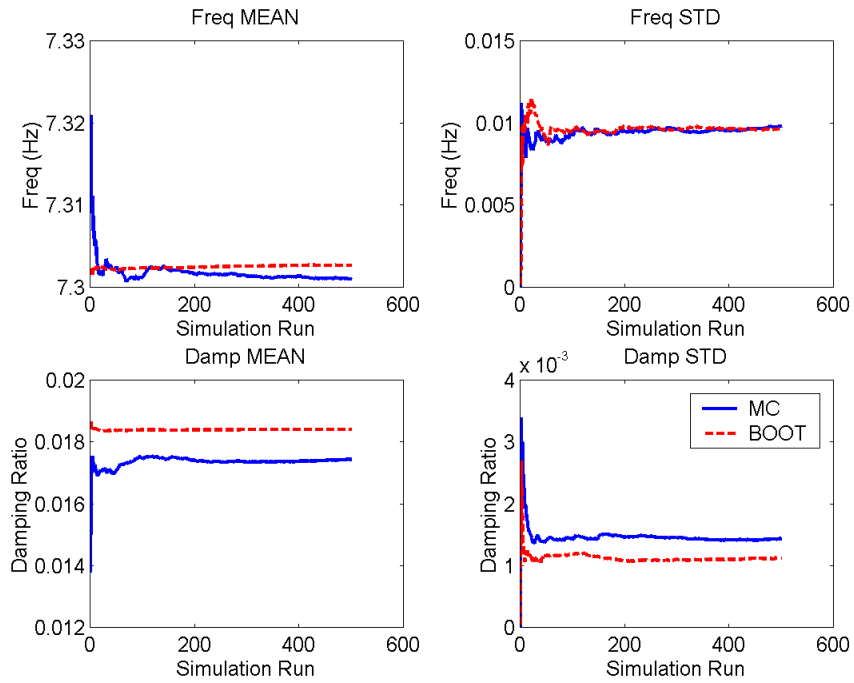 Freq MEAN
7.33
7.32
7.31
7.3
Freq (Hz)
0
200
400
600
Simulation Run
Freq STD
0.015
0.01
0.005
0
Freq (Hz)
0
200
400
600
Simulation Run
Damp MEAN
0.02
0.018
0.016
0.014
0.012
Damping Ratio
0
200
400
600
Simulation Run
Damp STD
x 10⁻³
4
3
2
1
0
Damping Ratio
MC
BOOT
0
200
400
600
Simulation Run